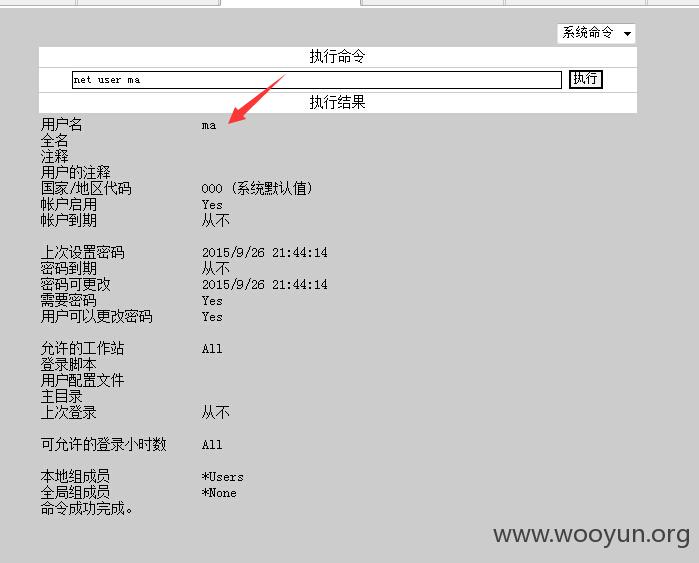 系统命令
执行命令
net user ma 执行
执行结果
用户名 ma
全名
注释
用户的注释
国家/地区代码 000 (系统默认值)
帐户启用 Yes
帐户到期 从不
上次设置密码 2015/9/26 21:44:14
密码到期 从不
密码可更改 2015/9/26 21:44:14
需要密码 Yes
用户可以更改密码 Yes
允许的工作站 All
登录脚本
用户配置文件
主目录
上次登录 从不
可允许的登录小时数 All
本地组成员 *Users
全局组成员 *None
命令成功完成。
www.wooyun.org